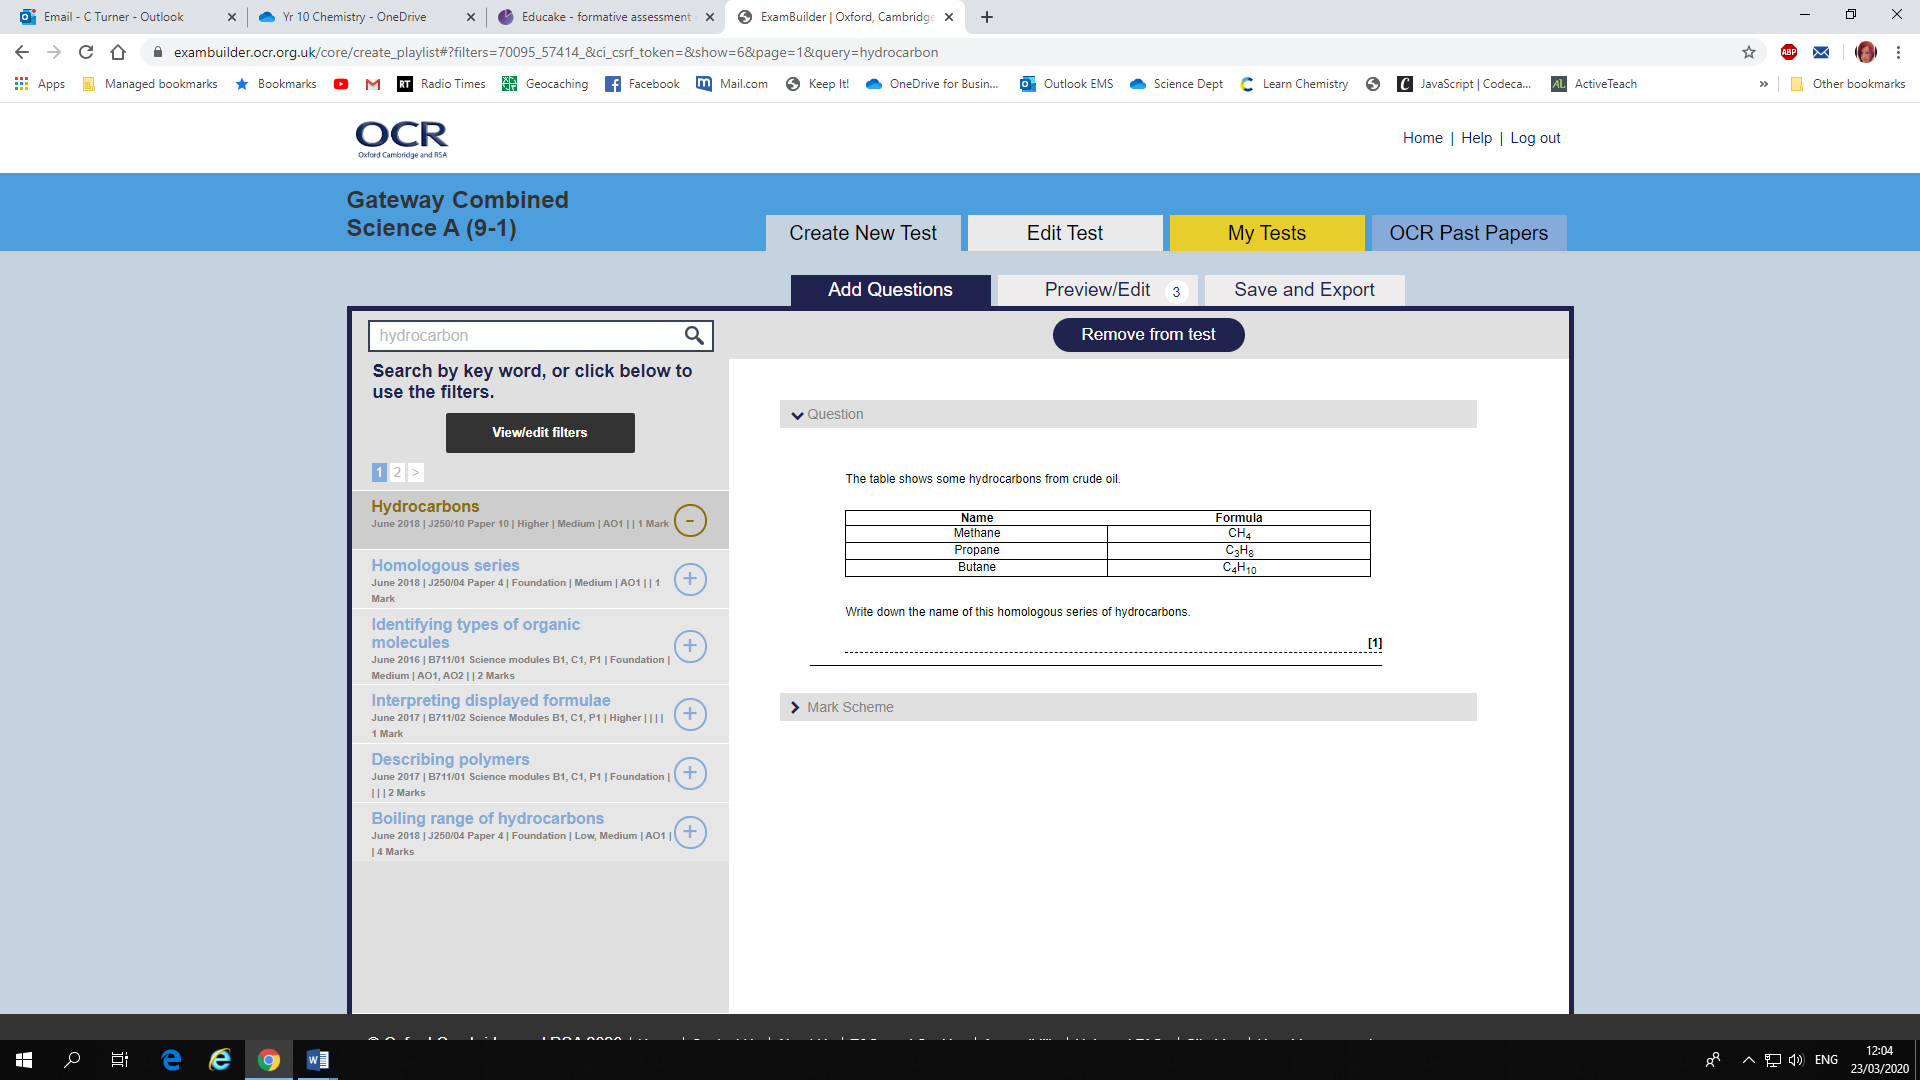 Email - C Turner - Outlook
Yr 10 Chemistry - OneDrive
Educake - formative assessment
ExamBuilder | Oxford, Cambridge
exambuilder.ocr.org.uk/core/create_playlist#?filters=70095_57414_&ci_csrf_token=&show=6&page=1&query=hydrocarbon
ABP
Apps
Managed bookmarks
Bookmarks
RT Radio Times
Geocaching
Facebook
Mail.com
Keep It!
OneDrive for Busin...
Outlook EMS
Science Dept
Learn Chemistry
JavaScript | Codeca...
AL ActiveTeach
»
Other bookmarks
OCR
Oxford Cambridge and RSA
Home | Help | Log out
Gateway Combined
Science A (9-1)
Create New Test
Edit Test
My Tests
OCR Past Papers
Add Questions
Preview/Edit 3
Save and Export
hydrocarbon
Remove from test
Search by key word, or click below to
use the filters.
View/edit filters
1 2 >
Hydrocarbons
June 2018 | J250/10 Paper 10 | Higher | Medium | AO1 | | 1 Mark
Homologous series
June 2018 | J250/04 Paper 4 | Foundation | Medium | AO1 | | 1
Mark
Identifying types of organic
molecules
June 2016 | B711/01 Science modules B1, C1, P1 | Foundation |
Medium | AO1, AO2 | | 2 Marks
Interpreting displayed formulae
June 2017 | B711/02 Science Modules B1, C1, P1 | Higher | | | |
1 Mark
Describing polymers
June 2017 | B711/01 Science modules B1, C1, P1 | Foundation |
| | | 2 Marks
Boiling range of hydrocarbons
June 2018 | J250/04 Paper 4 | Foundation | Low, Medium | AO1 |
| 4 Marks
Question
The table shows some hydrocarbons from crude oil.
Name Formula
Methane CH₄
Propane C₃H₈
Butane C₄H₁₀
Write down the name of this homologous series of hydrocarbons.
[1]
Mark Scheme
ENG
12:04
23/03/2020